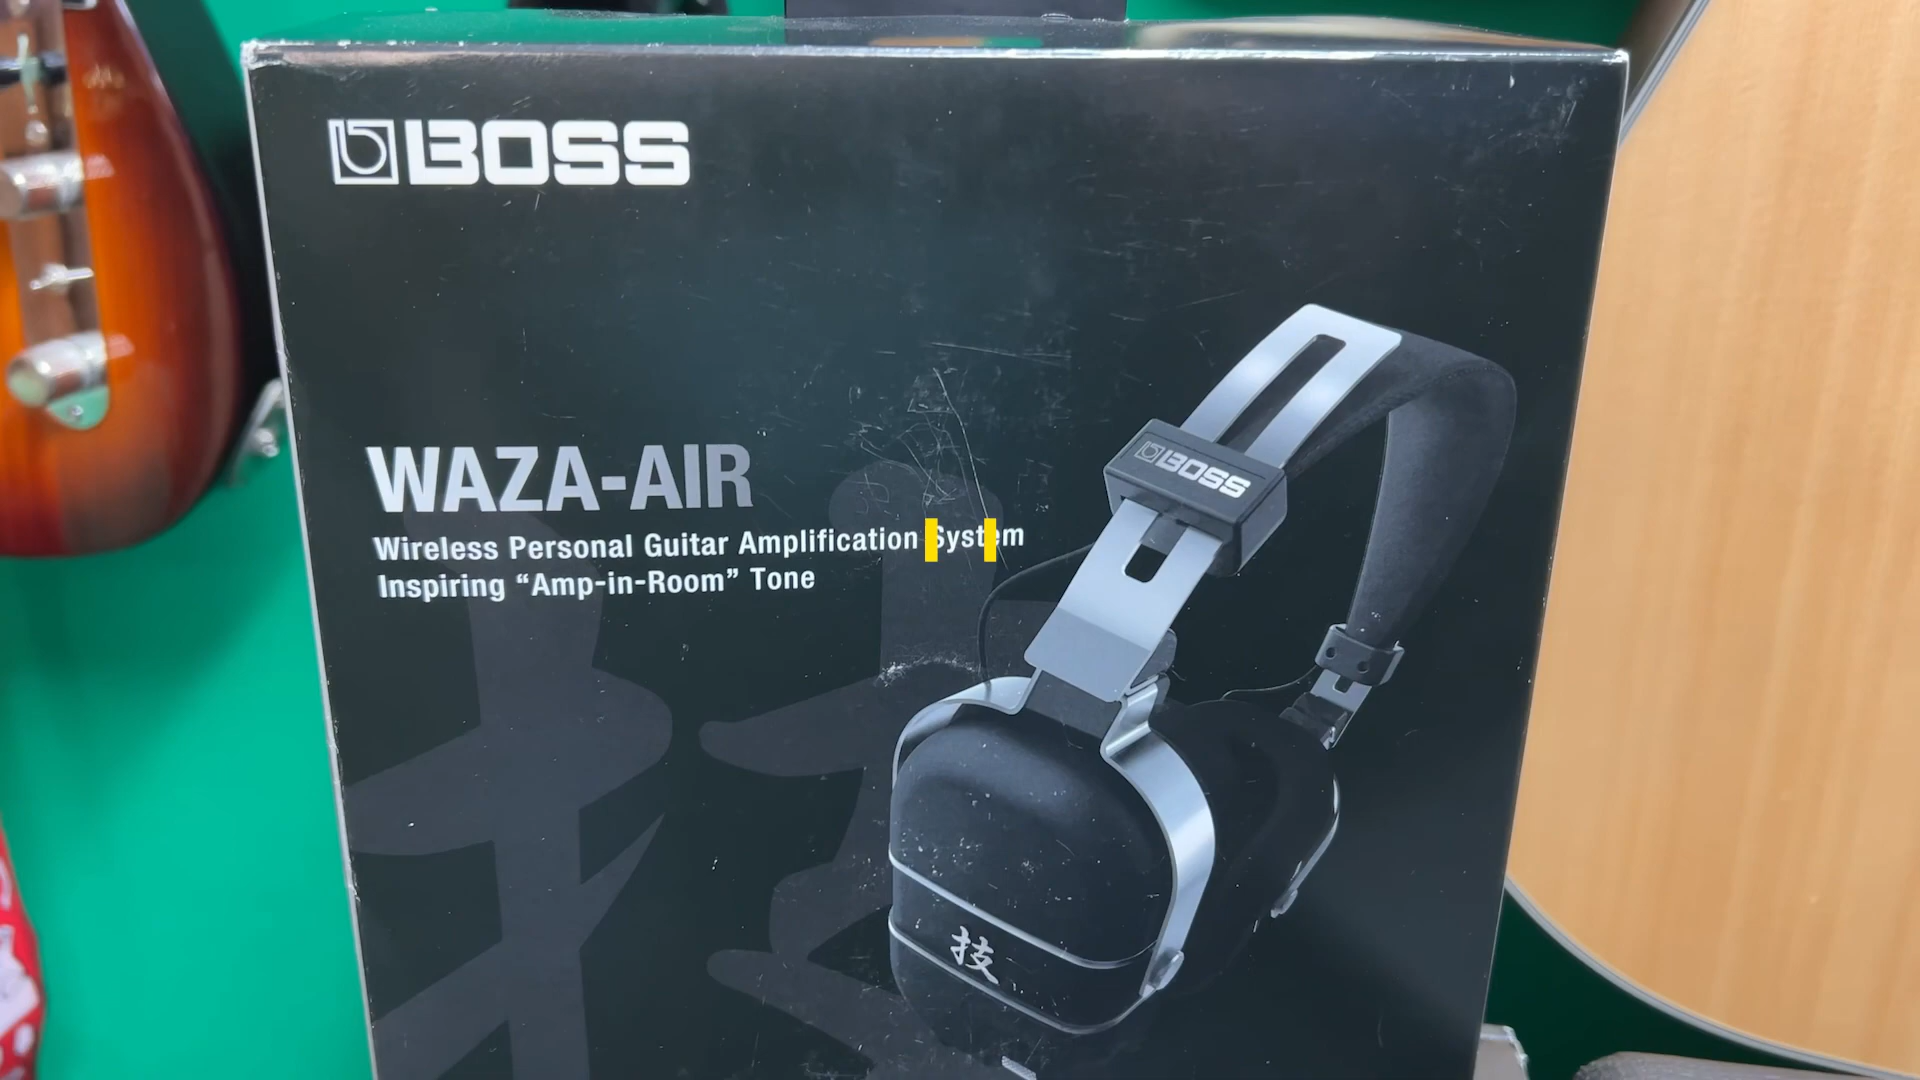 BOSS
WAZA-AIR
Wireless Personal Guitar Amplification System
Inspiring “Amp-in-Room” Tone
BOSS
技